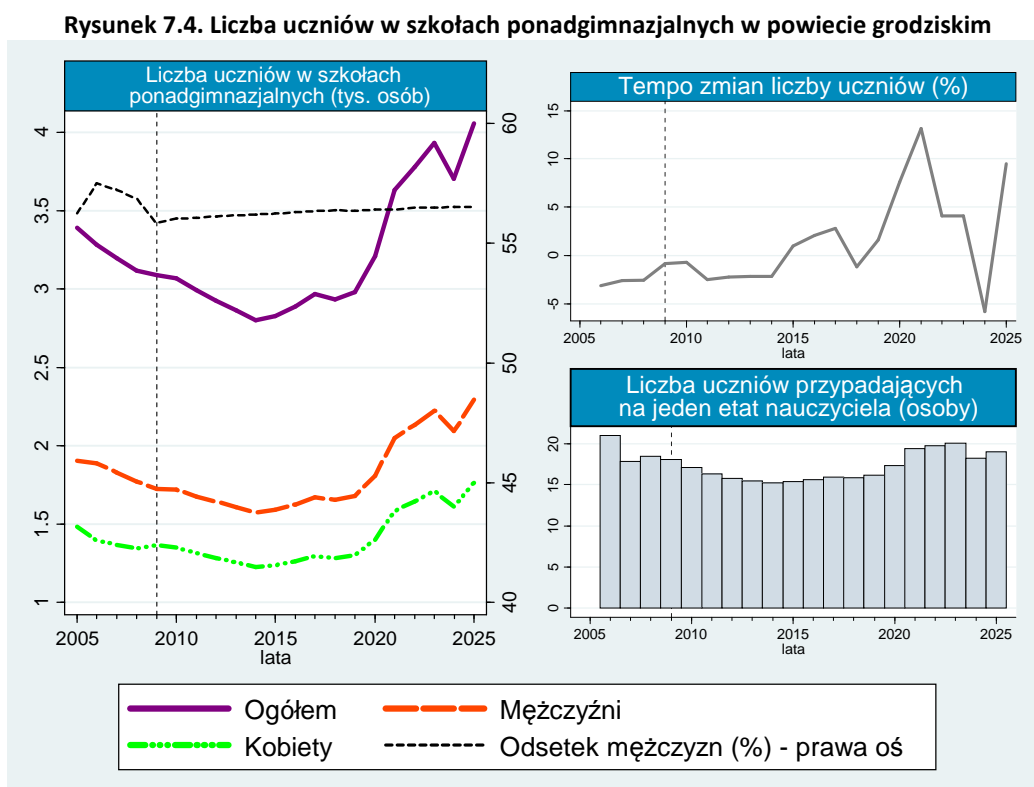 Rysunek 7.4. Liczba uczniów w szkołach ponadgimnazjalnych w powiecie grodziskim
Liczba uczniów w szkołach
ponadgimnazjalnych (tys. osób)
4
3.5
3
2.5
2
1.5
1
60
55
50
45
40
2005 2010 2015 2020 2025
lata
Tempo zmian liczby uczniów (%)
15
10
5
0
-5
2005 2010 2015 2020 2025
lata
Liczba uczniów przypadających
na jeden etat nauczyciela (osoby)
20
15
10
5
0
2005 2010 2015 2020 2025
lata
Ogółem Mężczyźni
Kobiety Odsetek mężczyzn (%) - prawa oś